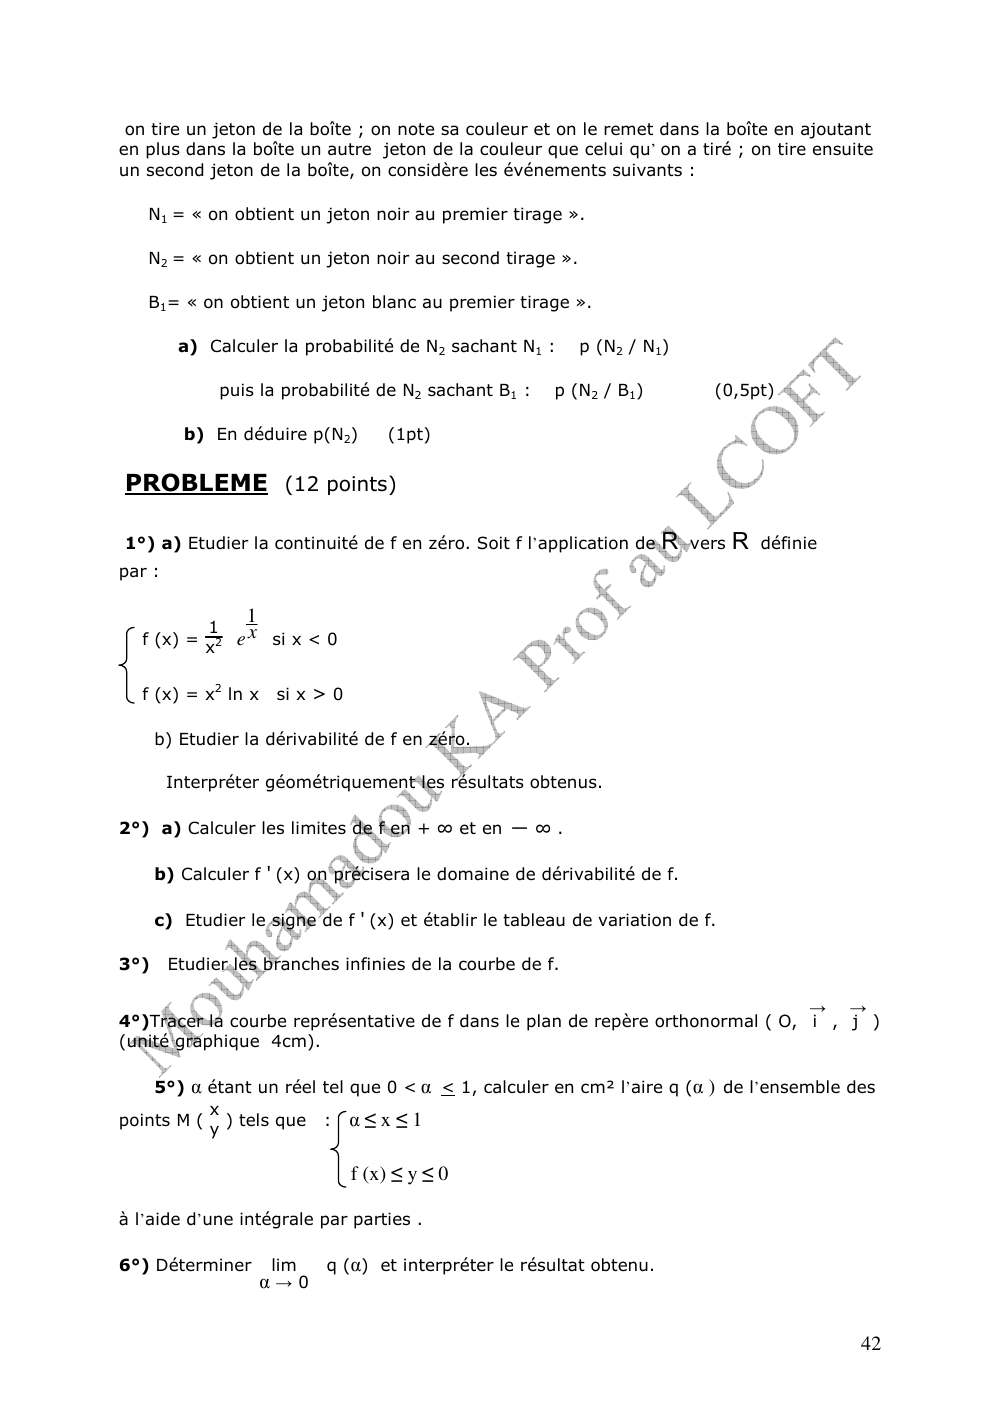 on tire un jeton de la boîte ; on note sa couleur et on le remet dans la boîte en ajoutant
en plus dans la boîte un autre jeton de la couleur que celui qu’ on a tiré ; on tire ensuite
un second jeton de la boîte, on considère les événements suivants :
N₁ = « on obtient un jeton noir au premier tirage ».
N₂ = « on obtient un jeton noir au second tirage ».
B₁= « on obtient un jeton blanc au premier tirage ».
a) Calculer la probabilité de N₂ sachant N₁ : p (N₂ / N₁)
puis la probabilité de N₂ sachant B₁ : p (N₂ / B₁) (0,5pt)
b) En déduire p(N₂) (1pt)
PROBLEME (12 points)
1°) a) Etudier la continuité de f en zéro. Soit f l’application de R vers R définie
par :
f (x) = 1/x² e^(1/x) si x < 0
f (x) = x² ln x si x > 0
b) Etudier la dérivabilité de f en zéro.
Interpréter géométriquement les résultats obtenus.
2°) a) Calculer les limites de f en + ∞ et en — ∞ .
b) Calculer f ' (x) on précisera le domaine de dérivabilité de f.
c) Etudier le signe de f ' (x) et établir le tableau de variation de f.
3°) Etudier les branches infinies de la courbe de f.
4°)Tracer la courbe représentative de f dans le plan de repère orthonormal ( O, i⃗ , j⃗ )
(unité graphique 4cm).
5°) α étant un réel tel que 0 < α ≤ 1, calculer en cm² l’aire q (α ) de l’ensemble des
points M ( x y ) tels que : α ≤ x ≤ 1
f (x) ≤ y ≤ 0
à l’aide d’une intégrale par parties .
6°) Déterminer lim q (α) et interpréter le résultat obtenu.
α → 0
42
Mouhamadou KA Prof au LCOFT